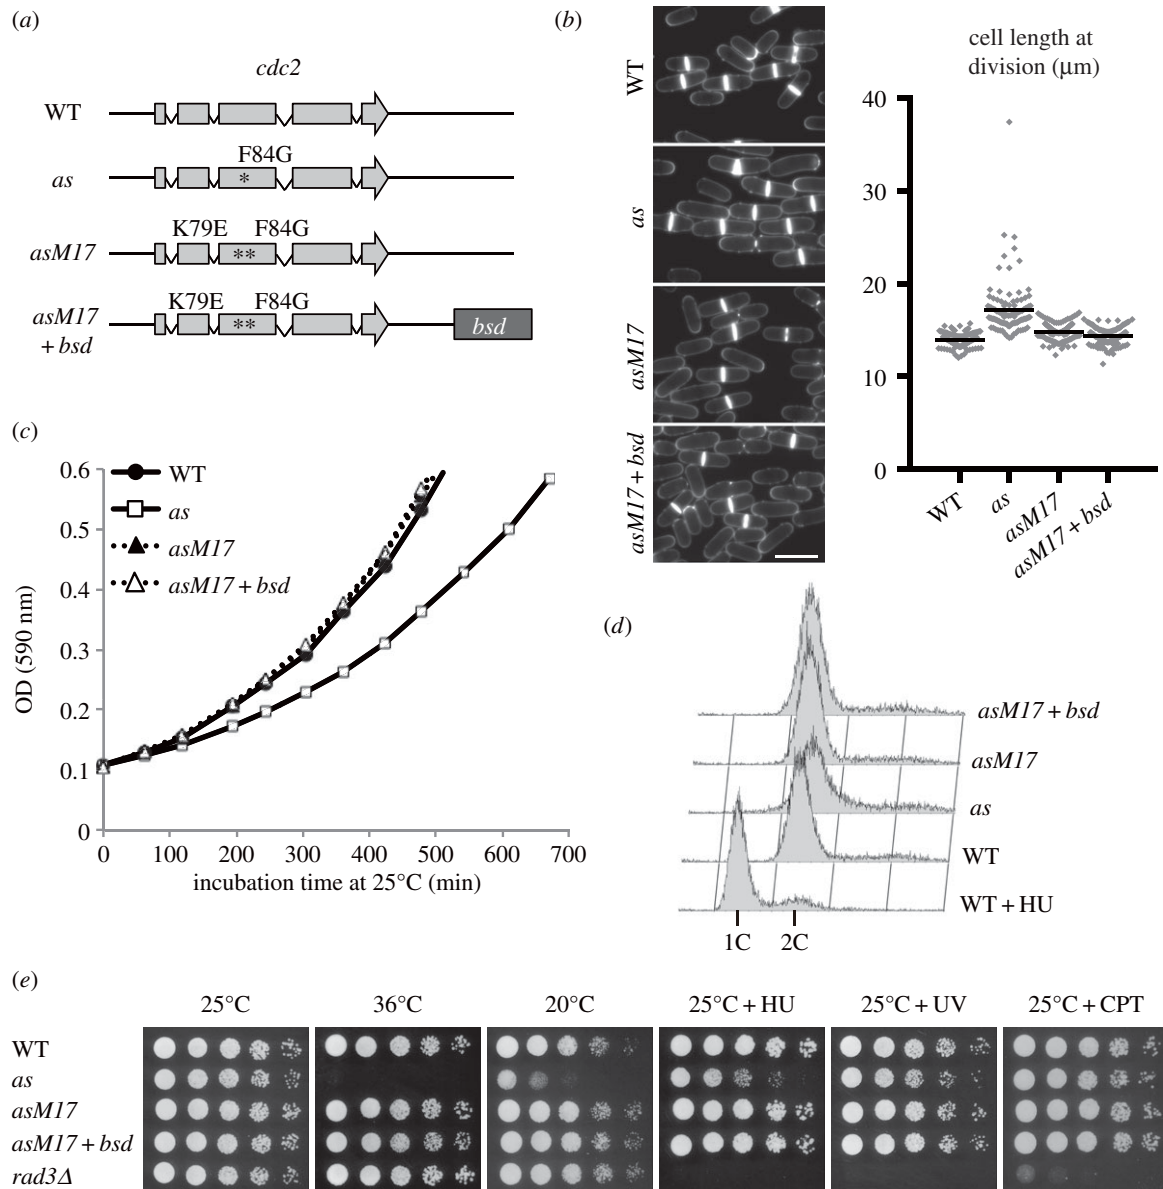 (a)
cdc2
WT
F84G
as
*
K79E F84G
asM17
**
K79E F84G
asM17
+ bsd
**
bsd
(b)
WT
as
asM17
asM17 + bsd
cell length at
division (µm)
40
30
20
10
0
WT
as
asM17
asM17 + bsd
(c)
WT
as
asM17
asM17 + bsd
OD (590 nm)
0.6
0.5
0.4
0.3
0.2
0.1
0
0 100 200 300 400 500 600 700
incubation time at 25°C (min)
(d)
asM17 + bsd
asM17
as
WT
WT + HU
1C 2C
(e)
25°C 36°C 20°C 25°C + HU 25°C + UV 25°C + CPT
WT
as
asM17
asM17 + bsd
rad3Δ